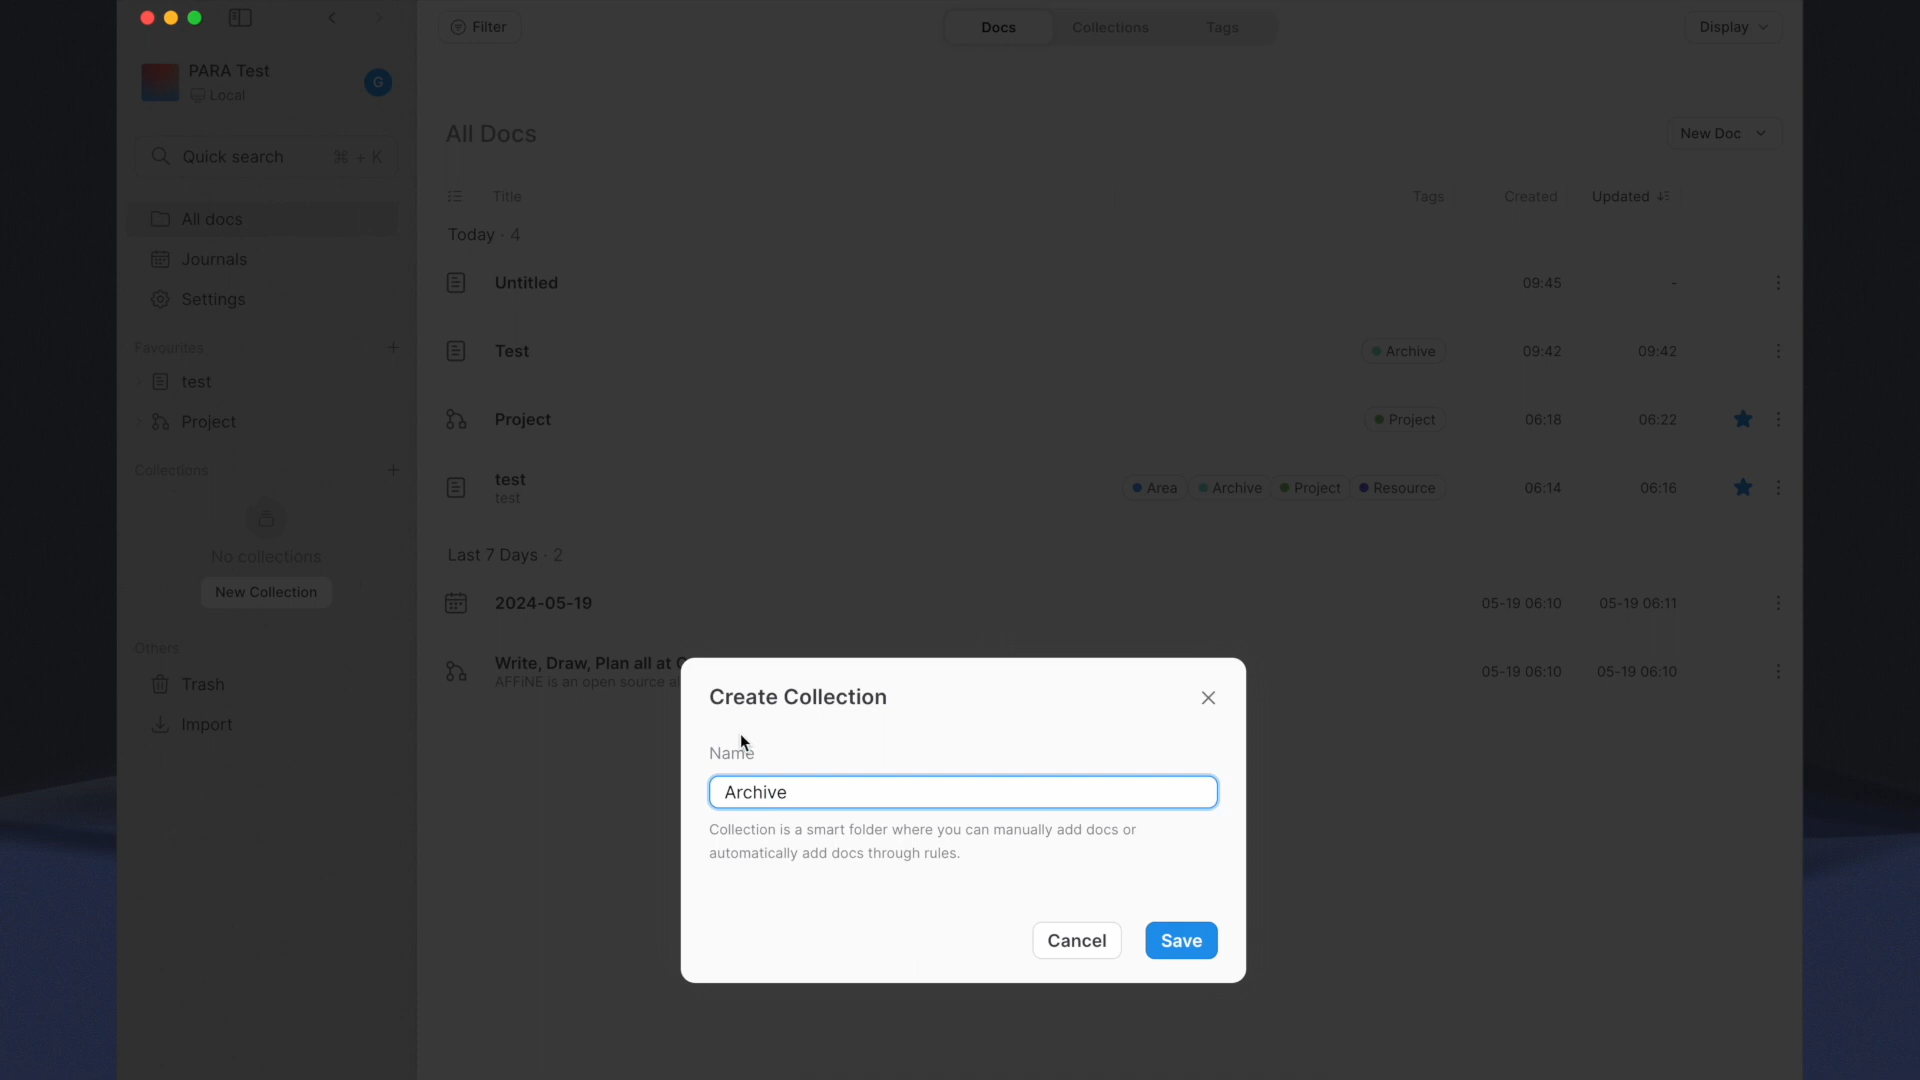 Filter
Docs
Collections
Tags
Display
PARA Test
Local
G
Quick search
⌘ + K
All docs
Journals
Settings
Favourites
test
Project
Collections
No collections
New Collection
Others
Trash
Import
All Docs
New Doc
Title
Tags
Created
Updated
Today · 4
Untitled
09:45
-
Test
Archive
09:42
09:42
Project
Project
06:18
06:22
test
test
Area
Archive
Project
Resource
06:14
06:16
Last 7 Days · 2
2024-05-19
05-19 06:10
05-19 06:11
Write, Draw, Plan all at
AFFiNE is an open source
05-19 06:10
05-19 06:10
Create Collection
Name
Archive
Collection is a smart folder where you can manually add docs or
automatically add docs through rules.
Cancel
Save